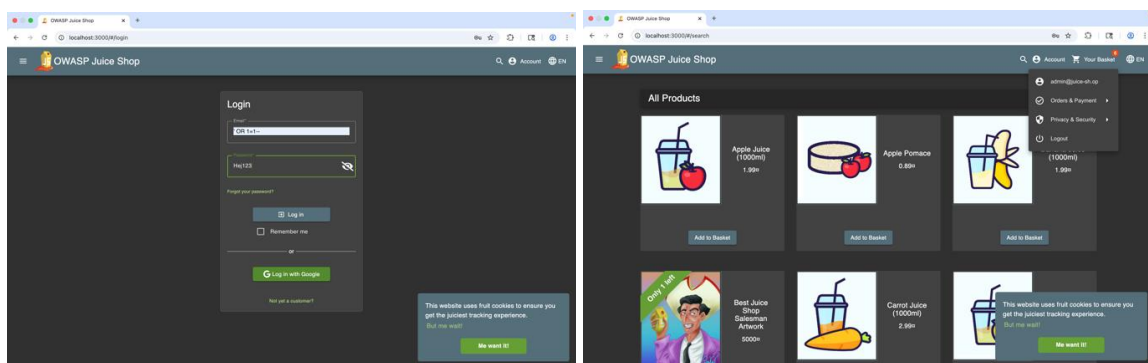 OWASP Juice Shop
localhost:3000/#/login
OWASP Juice Shop
Account
EN
Login
Email*
' OR 1=1--
Password*
Hej123
Forgot your password?
Log in
Remember me
or
G Log in with Google
Not yet a customer?
This website uses fruit cookies to ensure you
get the juiciest tracking experience.
But me wait!
Me want it!
OWASP Juice Shop
localhost:3000/#/search
OWASP Juice Shop
Account
Your Basket
EN
admin@juice-sh.op
Orders & Payment
Privacy & Security
Logout
All Products
Apple Juice
(1000ml)
1.99¤
Add to Basket
Apple Pomace
0.89¤
Add to Basket
(1000ml)
1.99¤
Add to Basket
Only 1 left
Best Juice
Shop
Salesman
Artwork
5000¤
Carrot Juice
(1000ml)
2.99¤
This website uses fruit cookies to ensure you
get the juiciest tracking experience.
But me wait!
Me want it!